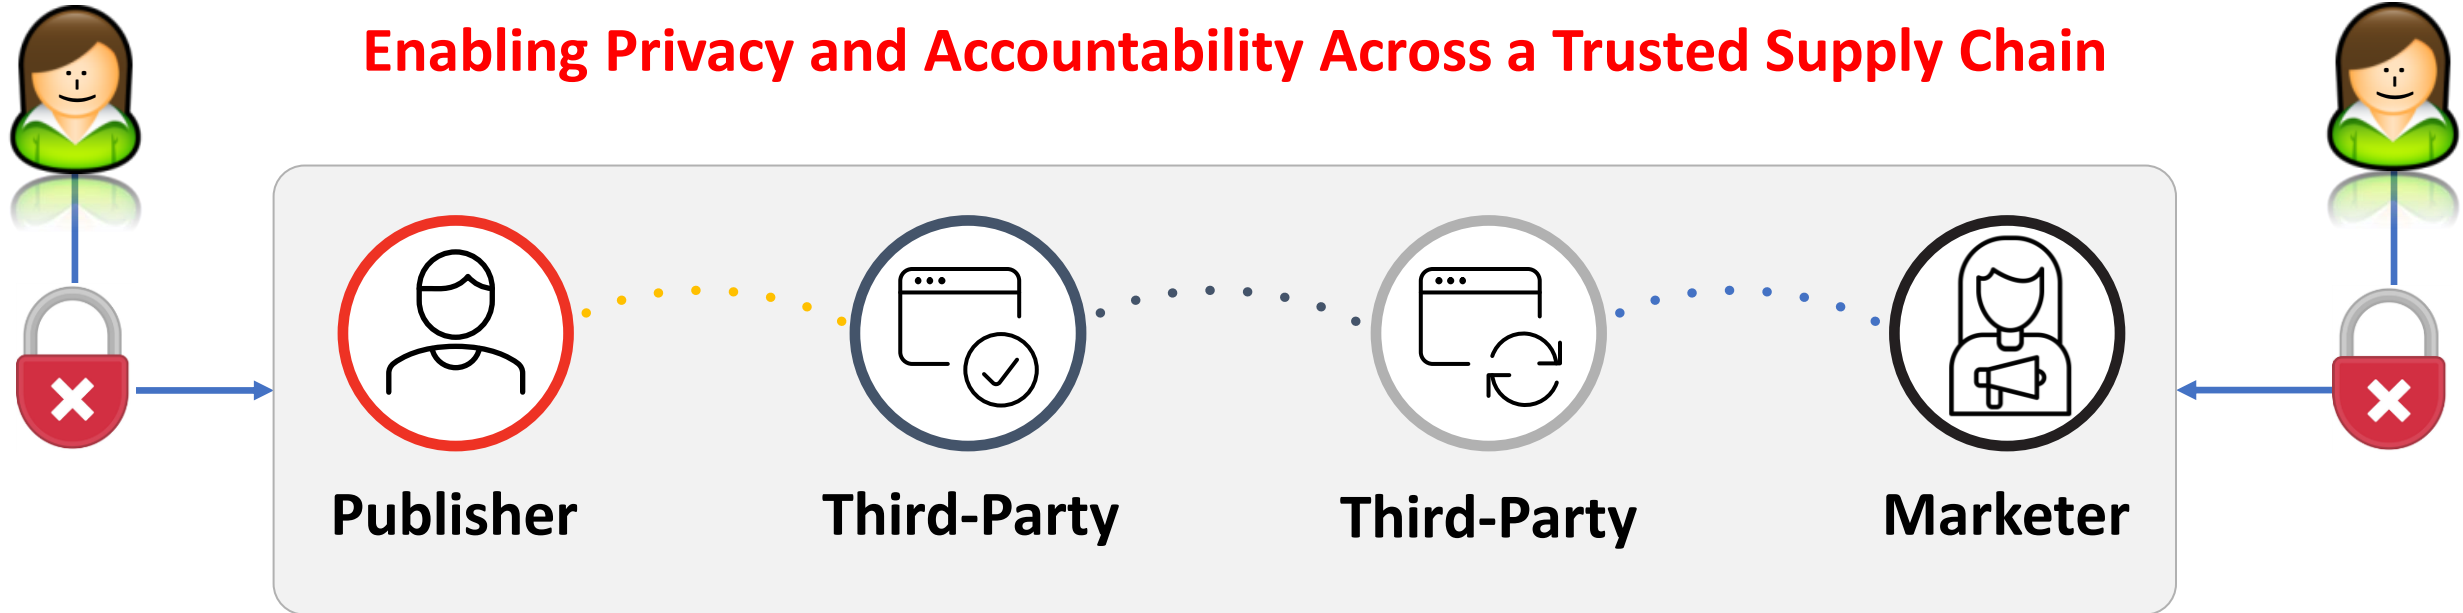 Enabling Privacy and Accountability Across a Trusted Supply Chain
Publisher
Third-Party
Third-Party
Marketer